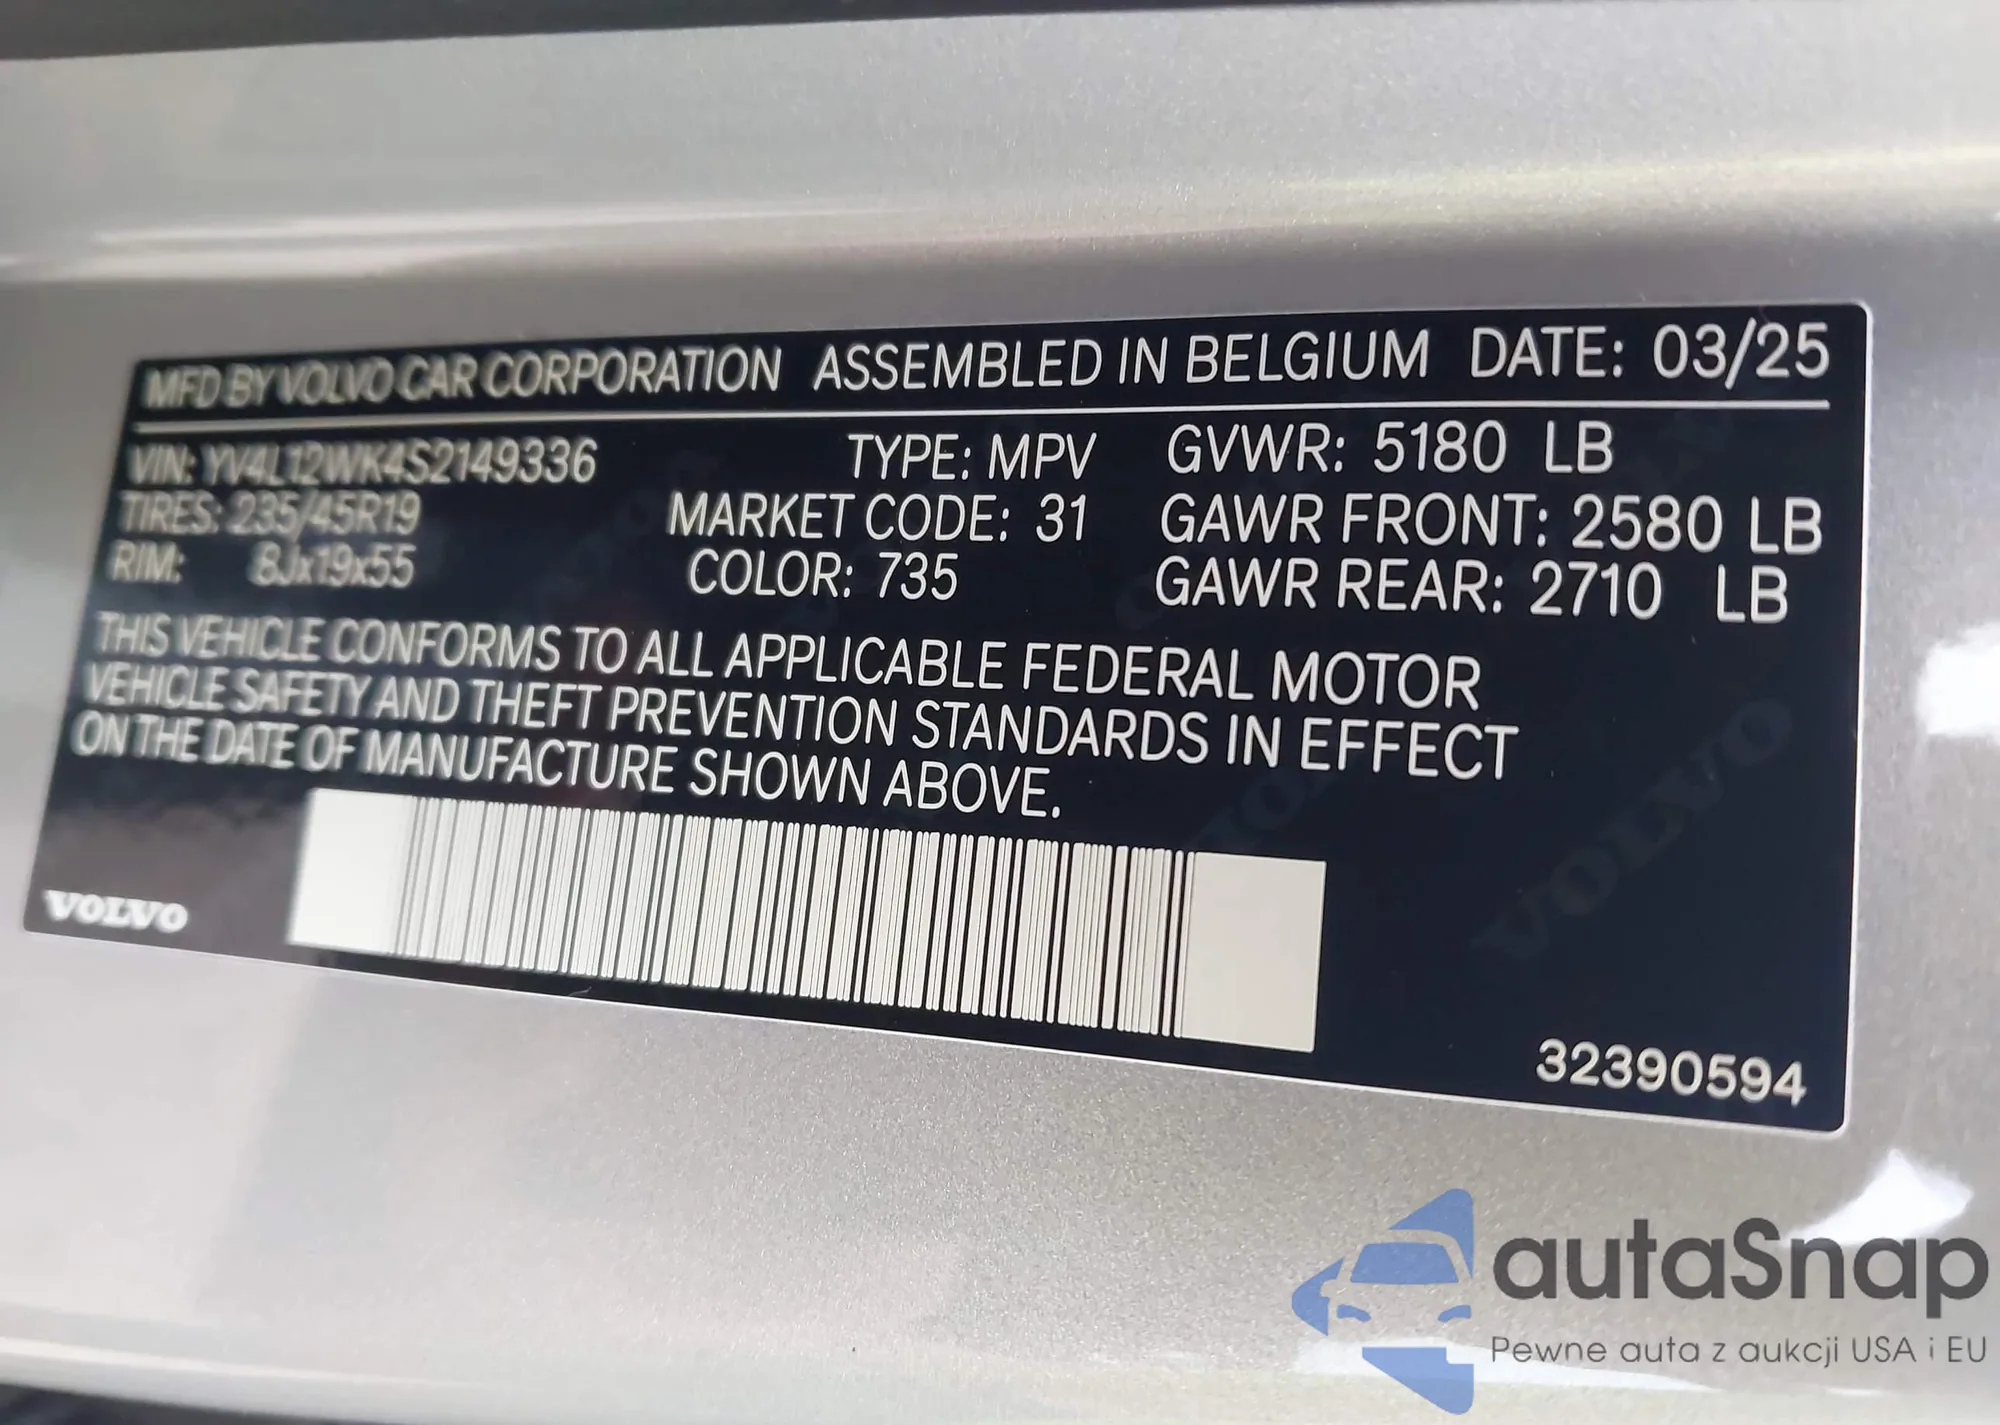 MFD BY VOLVO CAR CORPORATION ASSEMBLED IN BELGIUM DATE: 03/25
VIN: YV4L12WK4S2149336 TYPE: MPV GVWR: 5180 LB
TIRES: 235/45R19 MARKET CODE: 31 GAWR FRONT: 2580 LB
RIM: 8Jx19x55 COLOR: 735 GAWR REAR: 2710 LB
THIS VEHICLE CONFORMS TO ALL APPLICABLE FEDERAL MOTOR
VEHICLE SAFETY AND THEFT PREVENTION STANDARDS IN EFFECT
ON THE DATE OF MANUFACTURE SHOWN ABOVE.
VOLVO
VOLVO
32390594
autaSnap
Pewne auta z aukcji USA i EU